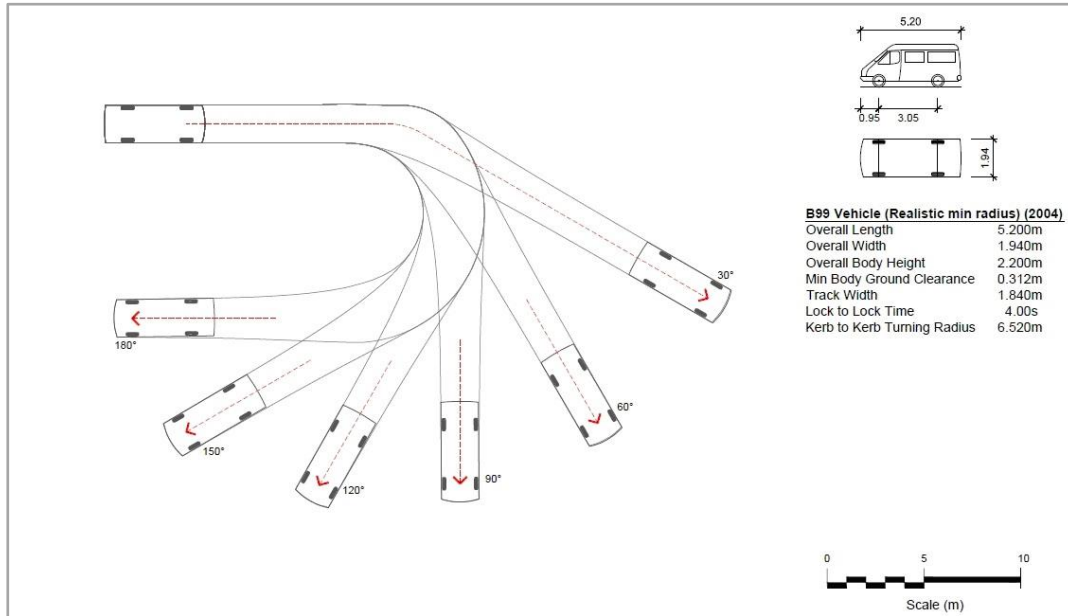 5.20
0.95 3.05
1.94
B99 Vehicle (Realistic min radius) (2004)
Overall Length 5.200m
Overall Width 1.940m
Overall Body Height 2.200m
Min Body Ground Clearance 0.312m
Track Width 1.840m
Lock to Lock Time 4.00s
Kerb to Kerb Turning Radius 6.520m
30°
60°
90°
120°
150°
180°
0 5 10
Scale (m)